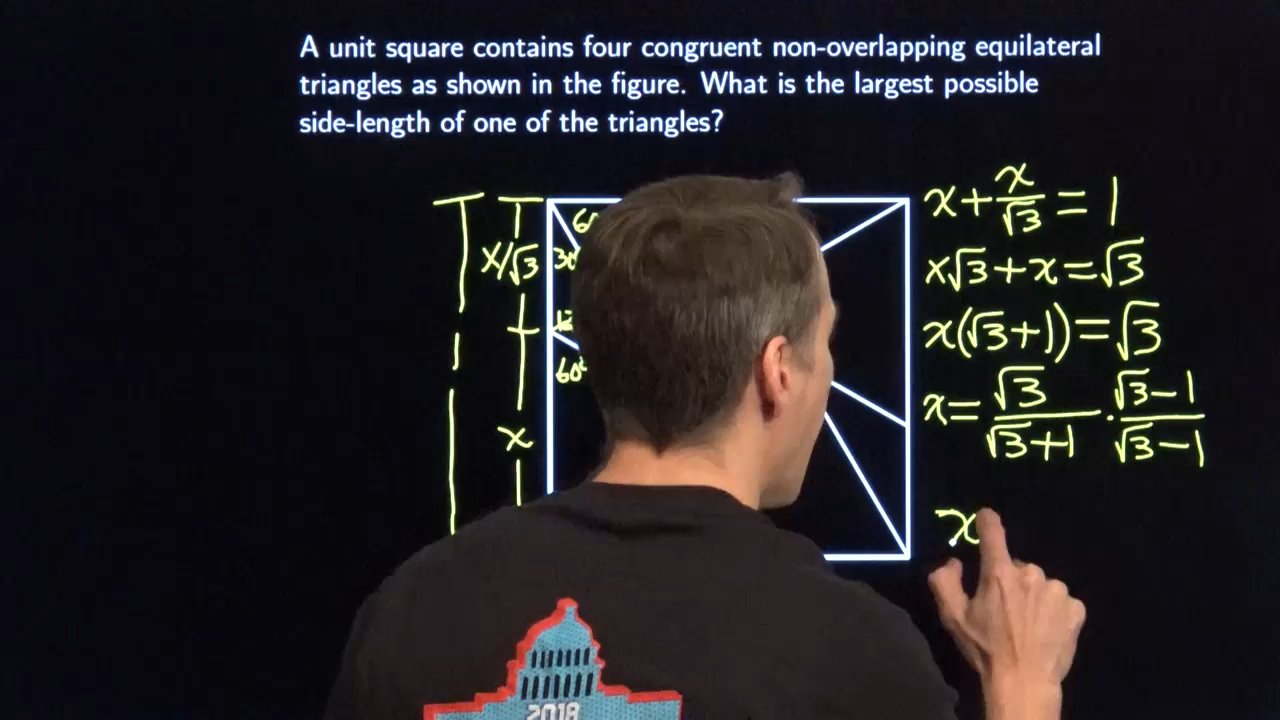 A unit square contains four congruent non-overlapping equilateral
triangles as shown in the figure. What is the largest possible
side-length of one of the triangles?
x + x/√3 = 1
x/√3
x√3 + x = √3
x(√3+1) = √3
60°
x
x = √3/(√3+1) · (√3−1)/(√3−1)
x
1
2018